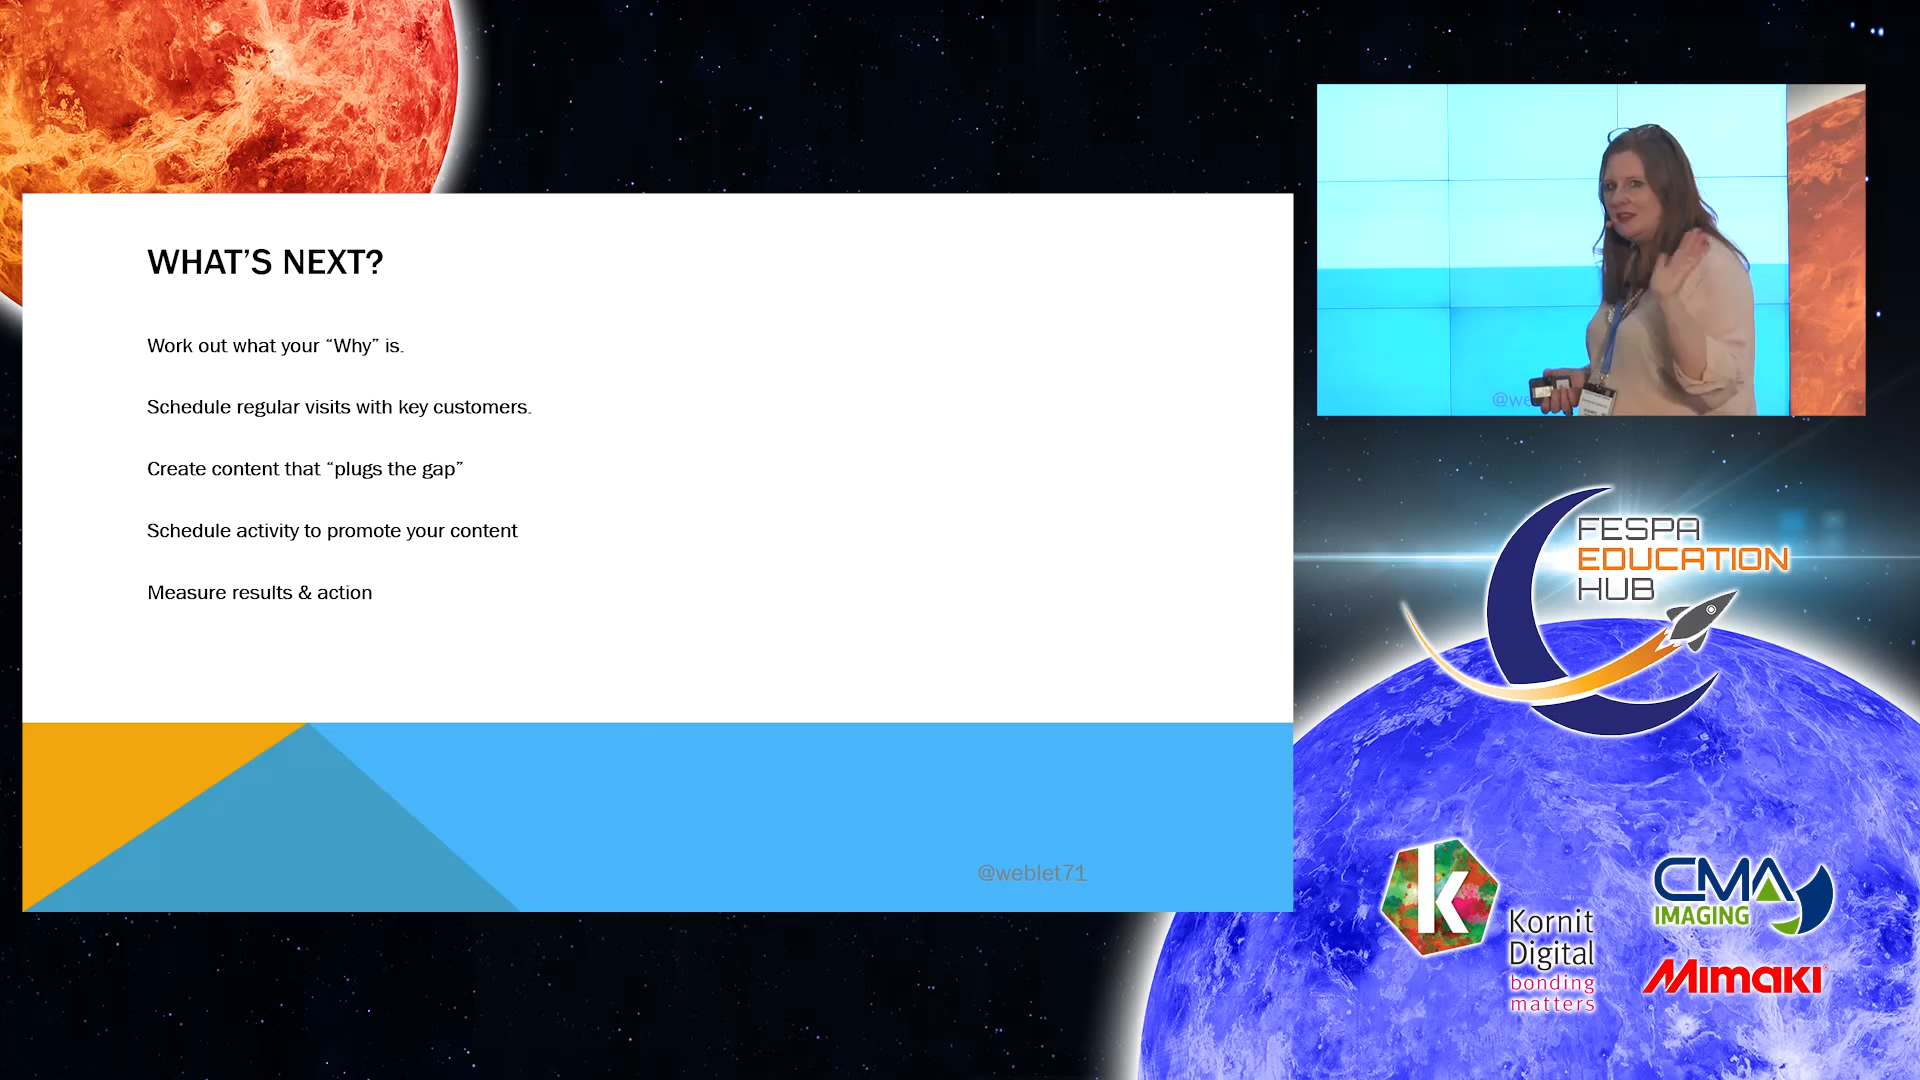 WHAT’S NEXT?
Work out what your “Why” is.
Schedule regular visits with key customers.
Create content that “plugs the gap”
Schedule activity to promote your content
Measure results & action
@weblet71
@we
FESPA
EDUCATION
HUB
k
Kornit
Digital
bonding
matters
CMA
IMAGING
Mimaki